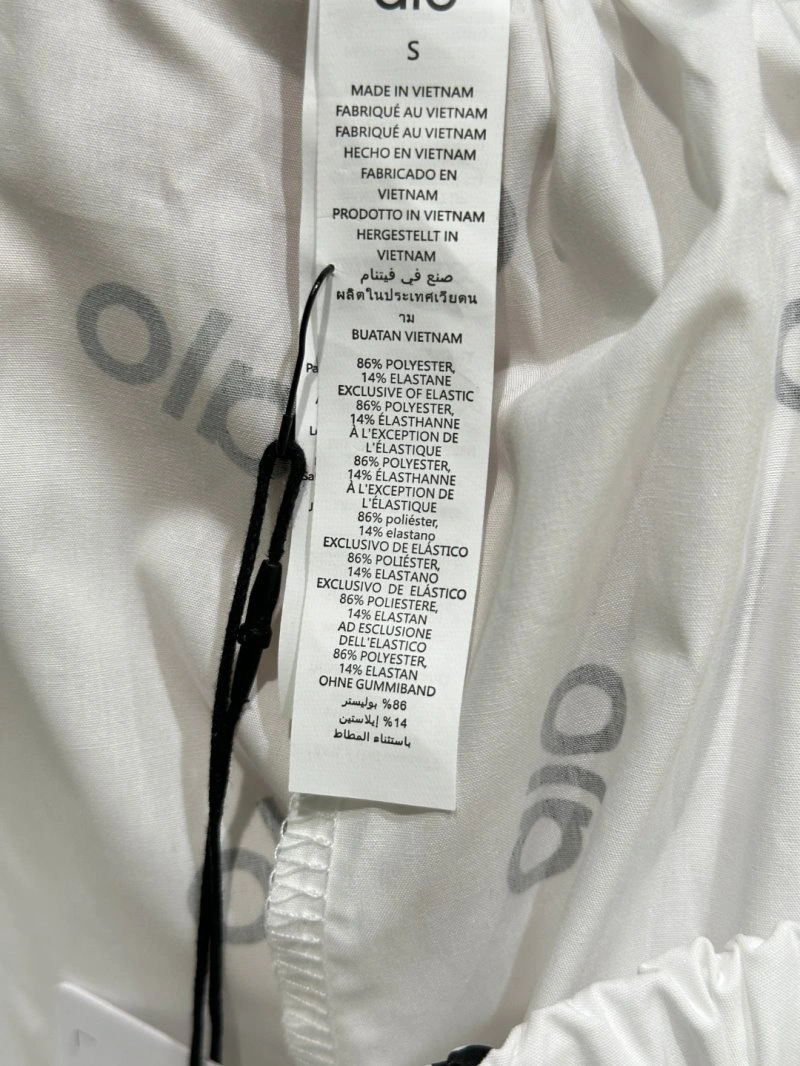 alo
S
MADE IN VIETNAM
FABRIQUÉ AU VIETNAM
FABRIQUÉ AU VIETNAM
HECHO EN VIETNAM
FABRICADO EN
VIETNAM
PRODOTTO IN VIETNAM
HERGESTELLT IN
VIETNAM
صنع في فيتنام
ผลิตในประเทศเวียดน
าม
BUATAN VIETNAM
86% POLYESTER,
14% ELASTANE
EXCLUSIVE OF ELASTIC
86% POLYESTER,
14% ÉLASTHANNE
À L'EXCEPTION DE
L'ÉLASTIQUE
86% POLYESTER,
14% ÉLASTHANNE
À L'EXCEPTION DE
L'ÉLASTIQUE
86% poliéster,
14% elastano
EXCLUSIVO DE ELÁSTICO
86% POLIÉSTER,
14% ELASTANO
EXCLUSIVO DE ELÁSTICO
86% POLIESTERE,
14% ELASTAN
AD ESCLUSIONE
DELL'ELASTICO
86% POLYESTER,
14% ELASTAN
OHNE GUMMIBAND
86% بوليستر
14% إيلاستين
باستثناء المطاط
alo
alo